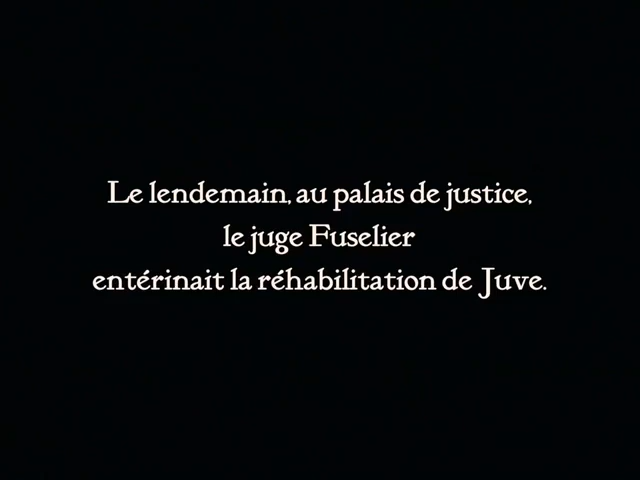 Le lendemain, au palais de justice,
le juge Fuselier
entérinait la réhabilitation de Juve.